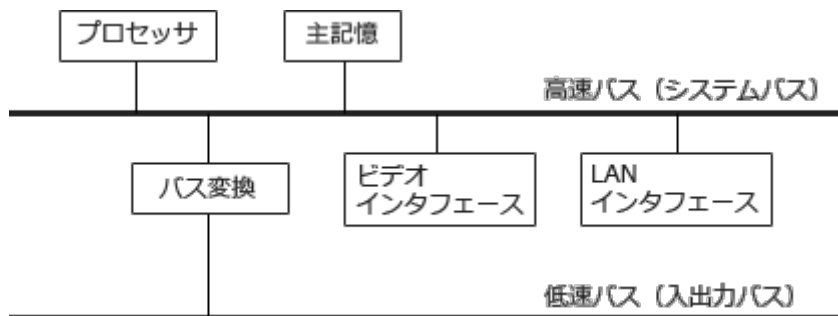 プロセッサ
主記憶
高速バス（システムバス）
バス変換
ビデオ
インタフェース
LAN
インタフェース
低速バス（入出力バス）